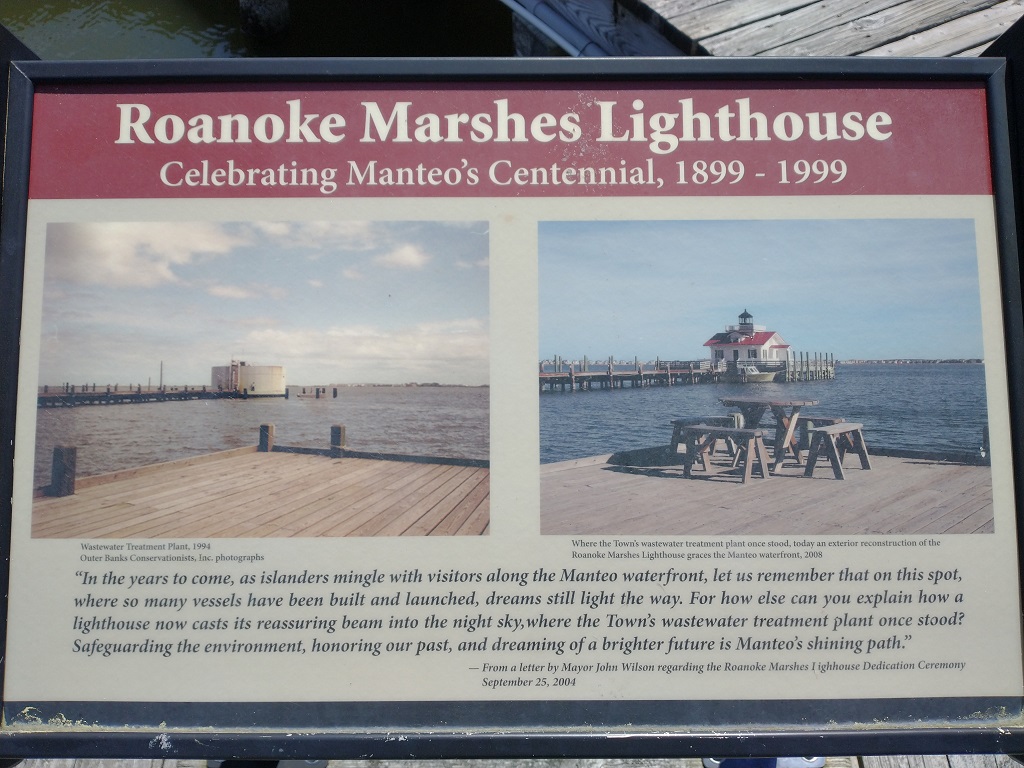 Roanoke Marshes Lighthouse
Celebrating Manteo's Centennial, 1899 - 1999
Wastewater Treatment Plant, 1994
Outer Banks Conservationists, Inc. photographs
Where the Town's wastewater treatment plant once stood, today an exterior reconstruction of the
Roanoke Marshes Lighthouse graces the Manteo waterfront, 2008
"In the years to come, as islanders mingle with visitors along the Manteo waterfront, let us remember that on this spot,
where so many vessels have been built and launched, dreams still light the way. For how else can you explain how a
lighthouse now casts its reassuring beam into the night sky,where the Town's wastewater treatment plant once stood?
Safeguarding the environment, honoring our past, and dreaming of a brighter future is Manteo's shining path."
— From a letter by Mayor John Wilson regarding the Roanoke Marshes Lighhouse Dedication Ceremony
September 25, 2004